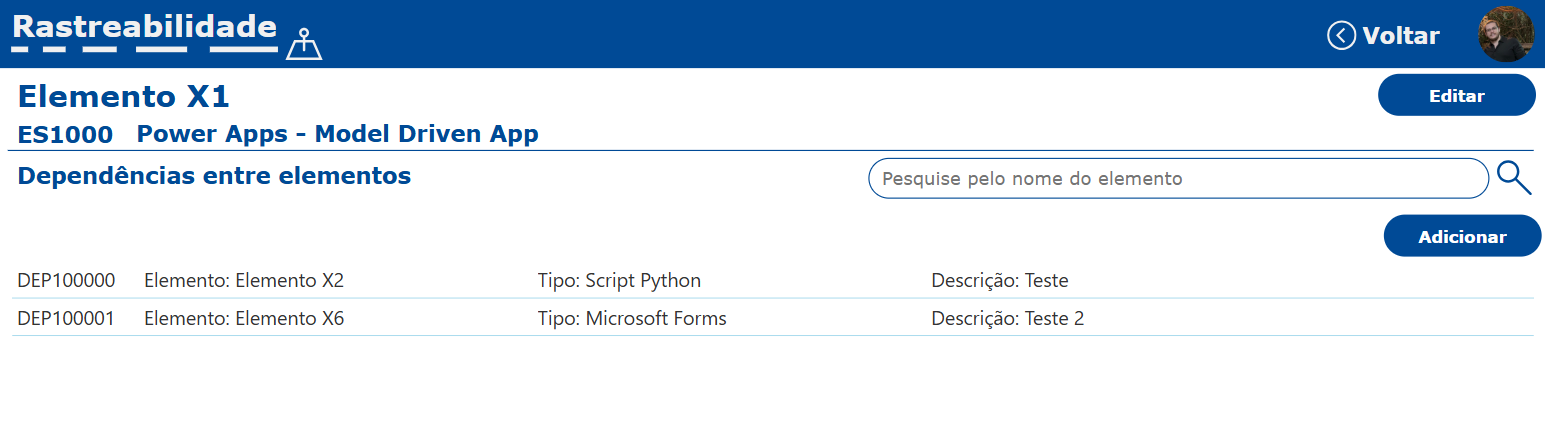 Rastreabilidade
Voltar
Elemento X1
Editar
ES1000 Power Apps - Model Driven App
Dependências entre elementos
Pesquise pelo nome do elemento
Adicionar
DEP100000 Elemento: Elemento X2 Tipo: Script Python Descrição: Teste
DEP100001 Elemento: Elemento X6 Tipo: Microsoft Forms Descrição: Teste 2